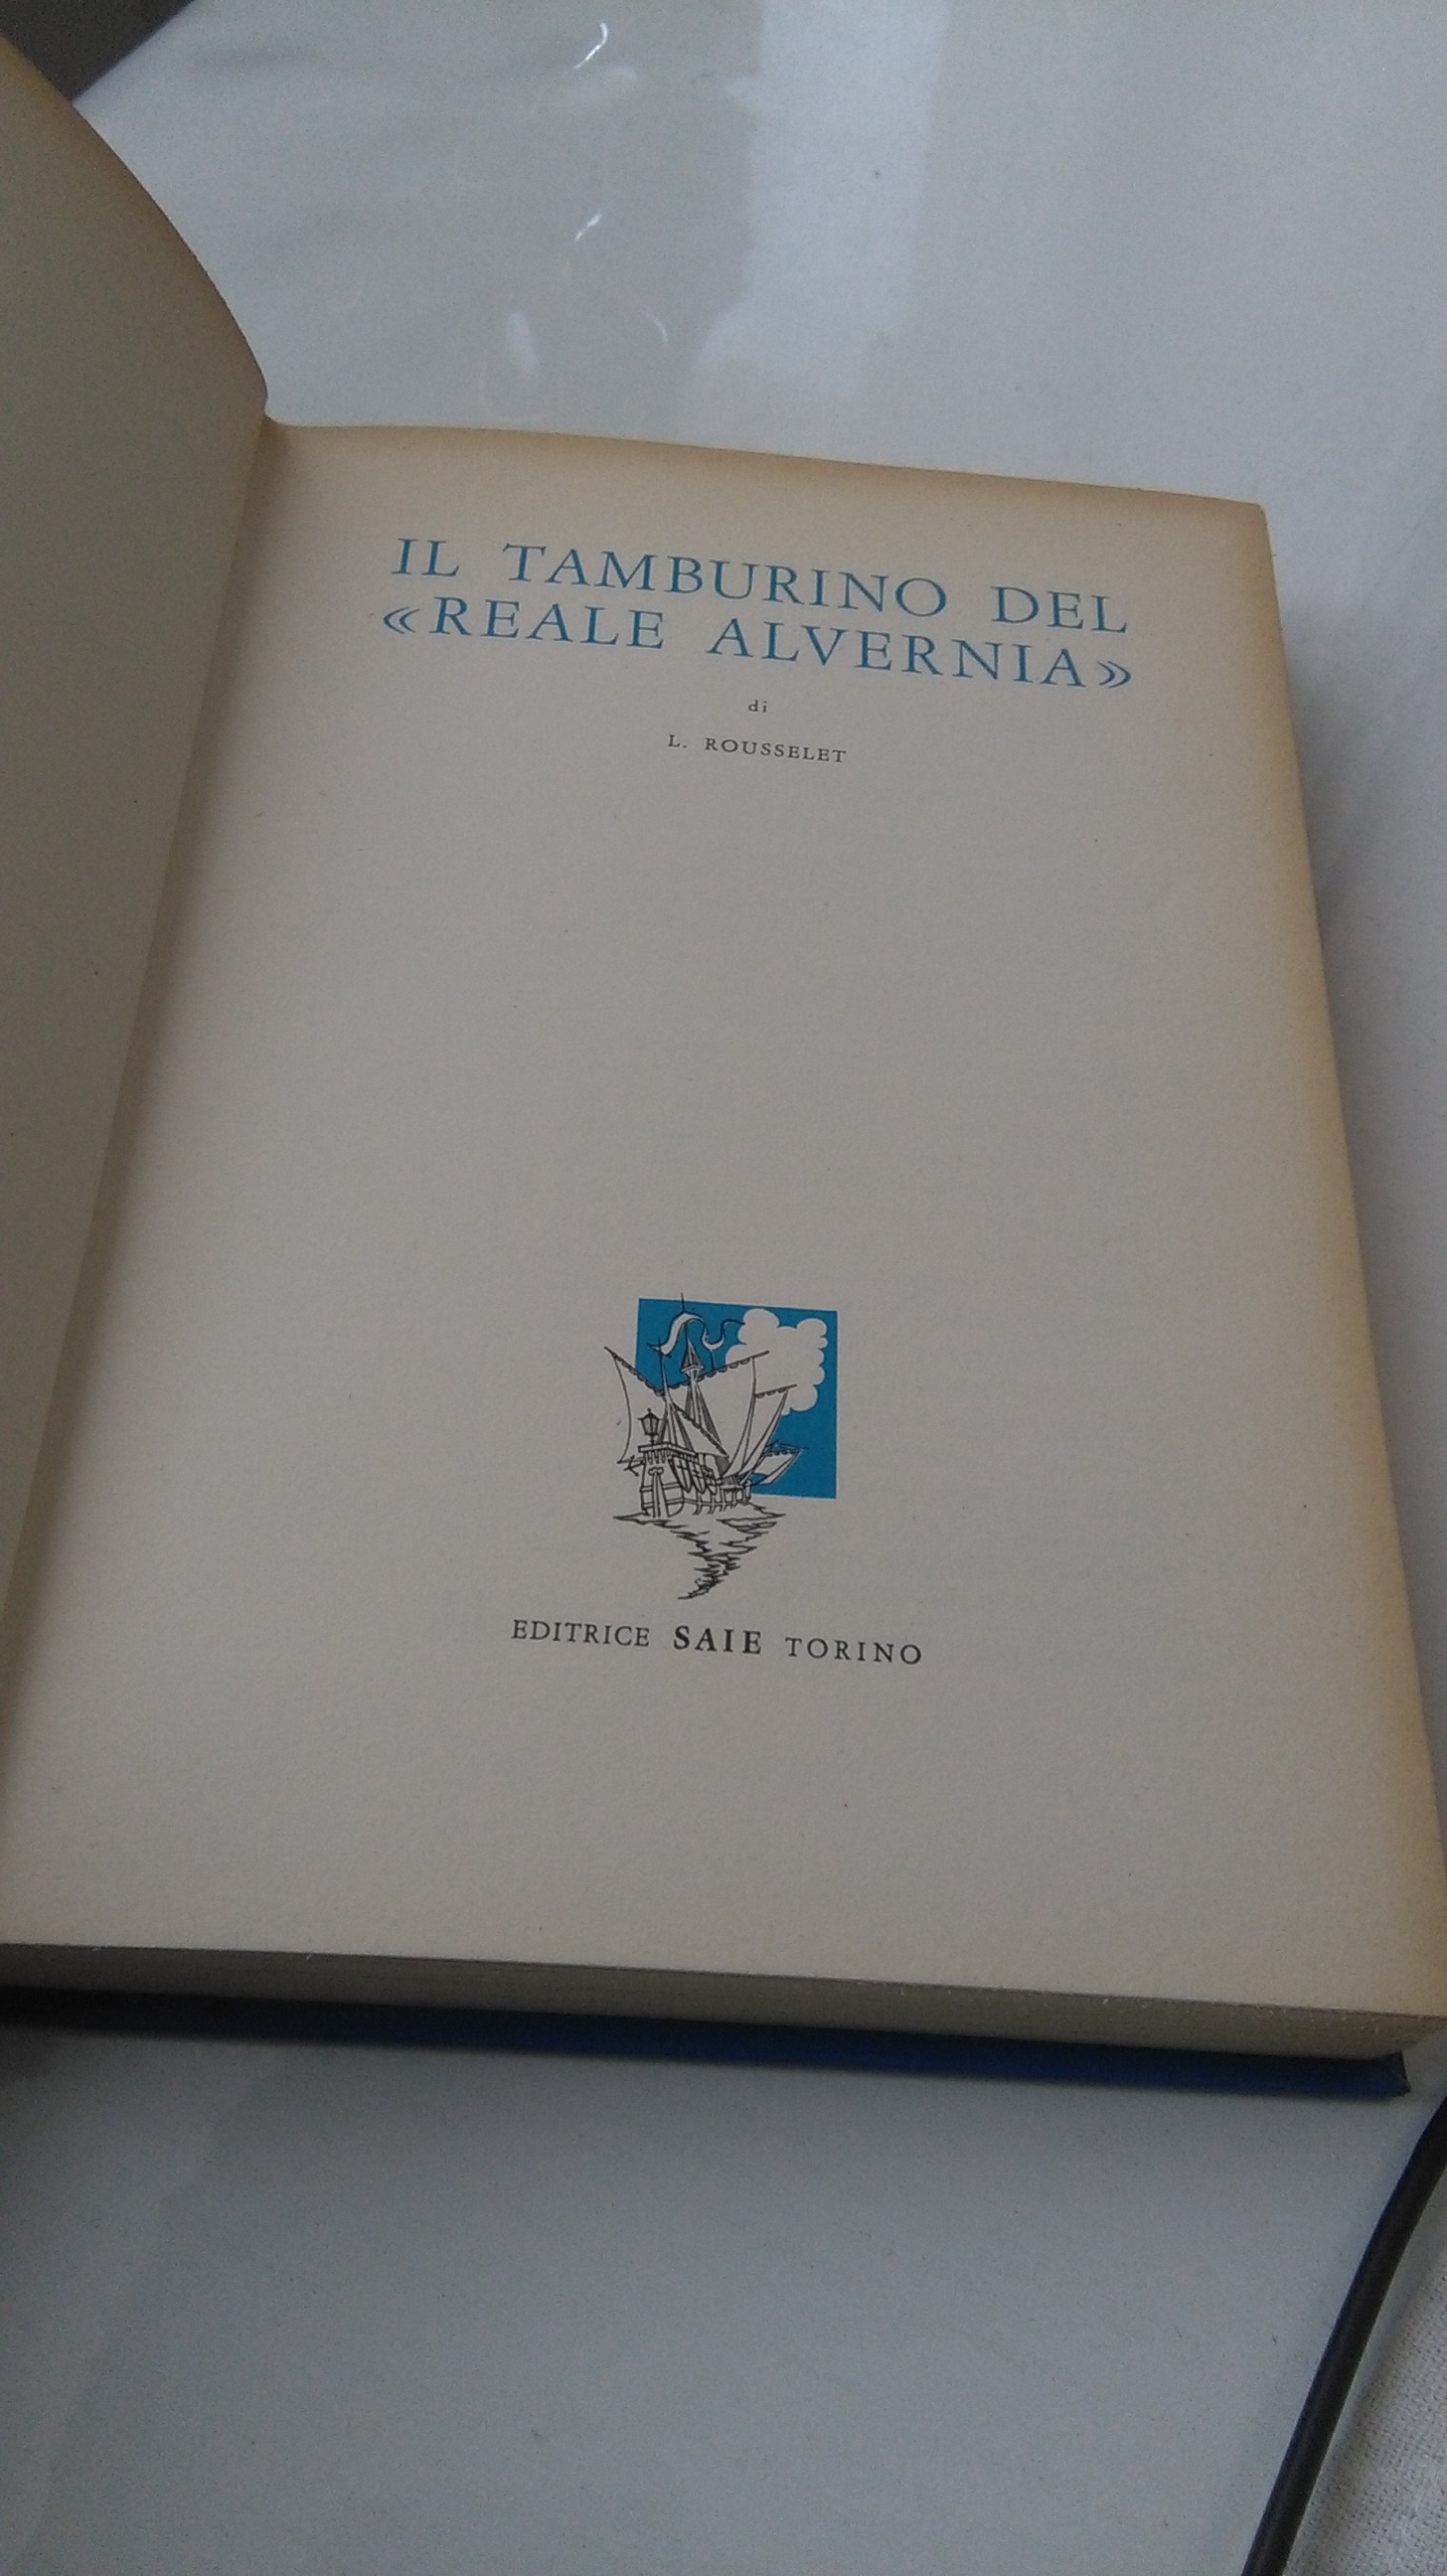 IL TAMBURINO DEL
«REALE ALVERNIA»
di
L. ROUSSELET
EDITRICE SAIE TORINO